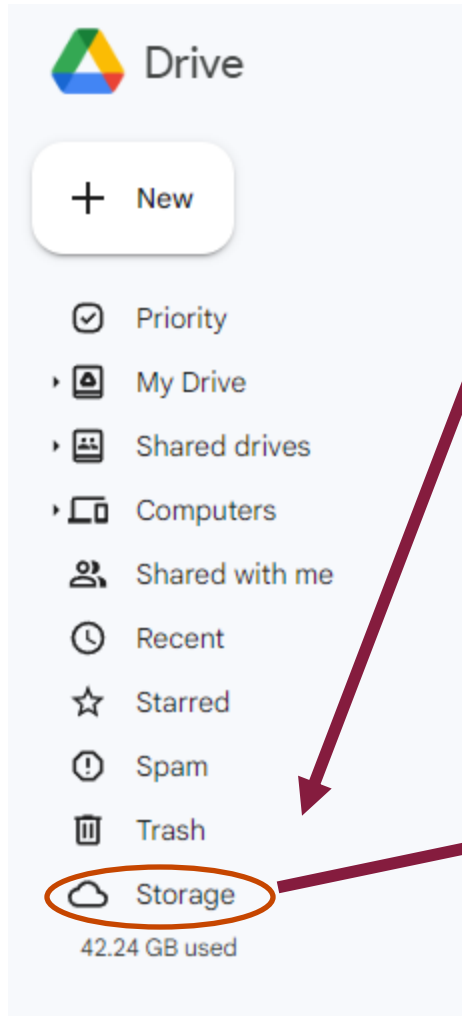 Drive
New
Priority
My Drive
Shared drives
Computers
Shared with me
Recent
Starred
Spam
Trash
Storage
42.24 GB used